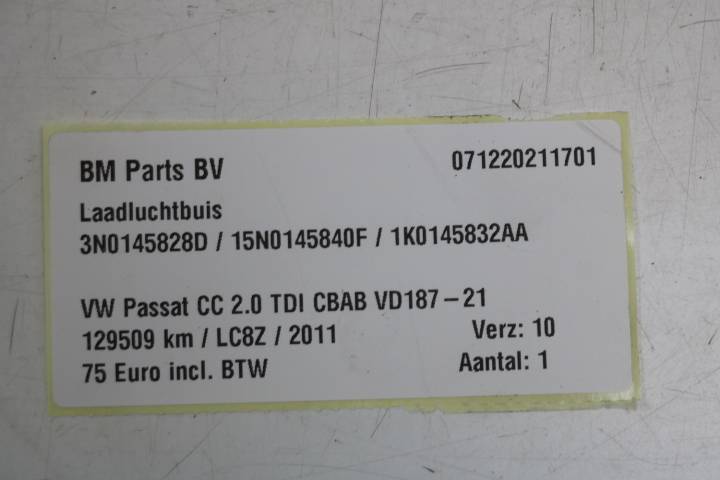 BM Parts BV 071220211701
Laadluchtbuis
3N0145828D / 15N0145840F / 1K0145832AA
VW Passat CC 2.0 TDI CBAB VD187-21
129509 km / LC8Z / 2011 Verz: 10
75 Euro incl. BTW Aantal: 1